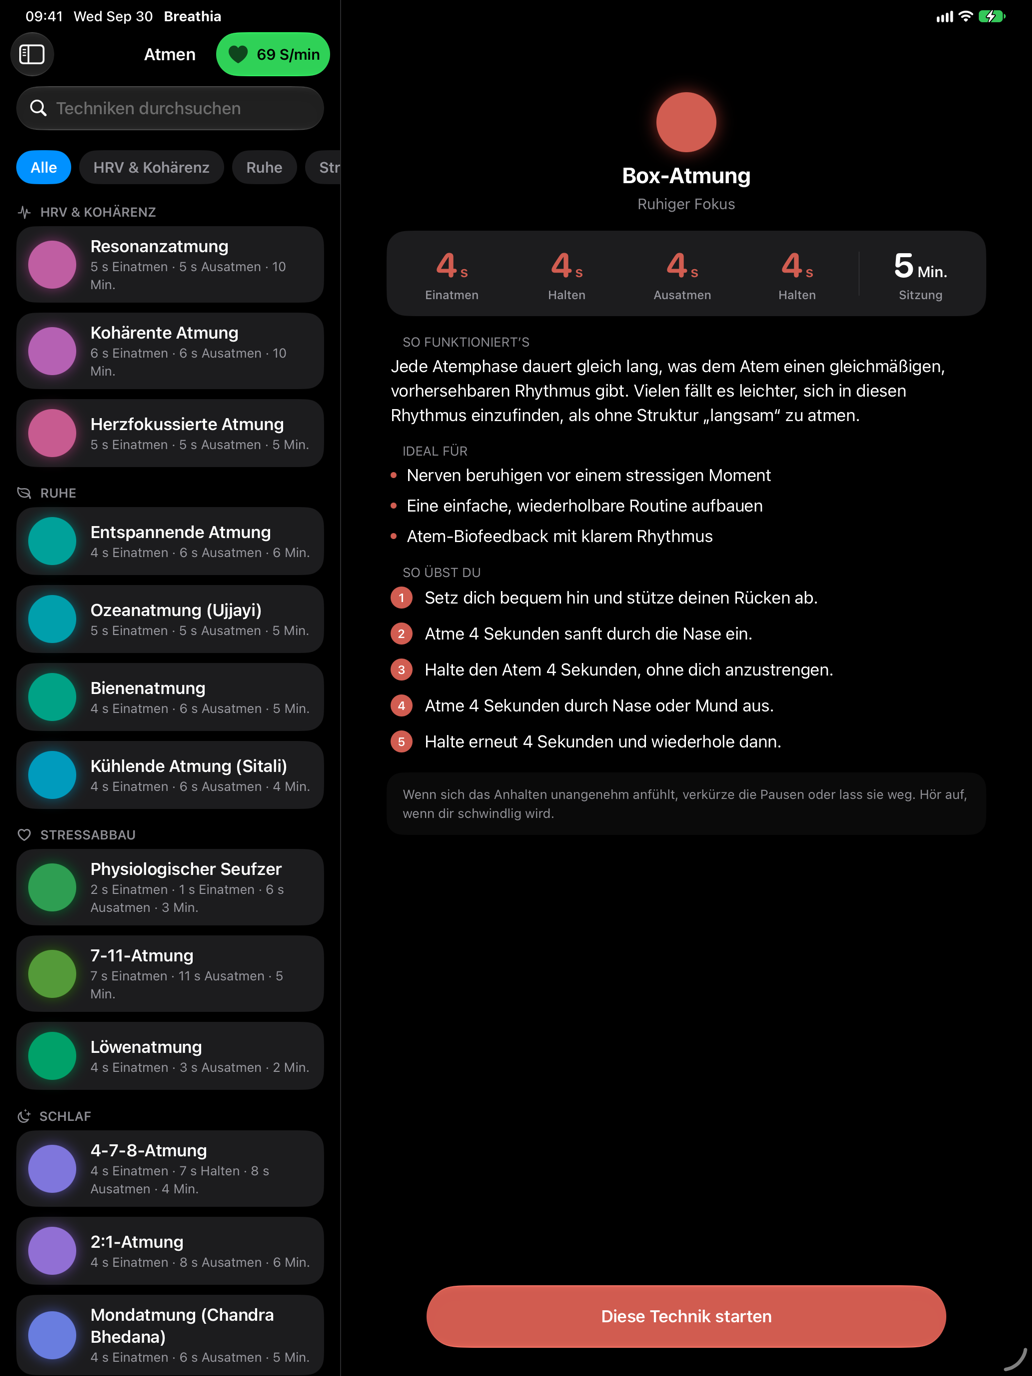 09:41 Wed Sep 30 Breathia
Atmen
69 S/min
Techniken durchsuchen
Alle
HRV & Kohärenz
Ruhe
Str
HRV & KOHÄRENZ
Resonanzatmung
5 s Einatmen · 5 s Ausatmen · 10
Min.
Kohärente Atmung
6 s Einatmen · 6 s Ausatmen · 10
Min.
Herzfokussierte Atmung
5 s Einatmen · 5 s Ausatmen · 5 Min.
RUHE
Entspannende Atmung
4 s Einatmen · 6 s Ausatmen · 6 Min.
Ozeanatmung (Ujjayi)
5 s Einatmen · 5 s Ausatmen · 5 Min.
Bienenatmung
4 s Einatmen · 6 s Ausatmen · 5 Min.
Kühlende Atmung (Sitali)
4 s Einatmen · 6 s Ausatmen · 4 Min.
STRESSABBAU
Physiologischer Seufzer
2 s Einatmen · 1 s Einatmen · 6 s
Ausatmen · 3 Min.
7-11-Atmung
7 s Einatmen · 11 s Ausatmen · 5
Min.
Löwenatmung
4 s Einatmen · 3 s Ausatmen · 2 Min.
SCHLAF
4-7-8-Atmung
4 s Einatmen · 7 s Halten · 8 s
Ausatmen · 4 Min.
2:1-Atmung
4 s Einatmen · 8 s Ausatmen · 6 Min.
Mondatmung (Chandra
Bhedana)
4 s Einatmen · 6 s Ausatmen · 5 Min.
Box-Atmung
Ruhiger Fokus
4 s
Einatmen
4 s
Halten
4 s
Ausatmen
4 s
Halten
5 Min.
Sitzung
SO FUNKTIONIERT'S
Jede Atemphase dauert gleich lang, was dem Atem einen gleichmäßigen,
vorhersehbaren Rhythmus gibt. Vielen fällt es leichter, sich in diesen
Rhythmus einzufinden, als ohne Struktur „langsam“ zu atmen.
IDEAL FÜR
• Nerven beruhigen vor einem stressigen Moment
• Eine einfache, wiederholbare Routine aufbauen
• Atem-Biofeedback mit klarem Rhythmus
SO ÜBST DU
1 Setz dich bequem hin und stütze deinen Rücken ab.
2 Atme 4 Sekunden sanft durch die Nase ein.
3 Halte den Atem 4 Sekunden, ohne dich anzustrengen.
4 Atme 4 Sekunden durch Nase oder Mund aus.
5 Halte erneut 4 Sekunden und wiederhole dann.
Wenn sich das Anhalten unangenehm anfühlt, verkürze die Pausen oder lass sie weg. Hör auf,
wenn dir schwindlig wird.
Diese Technik starten